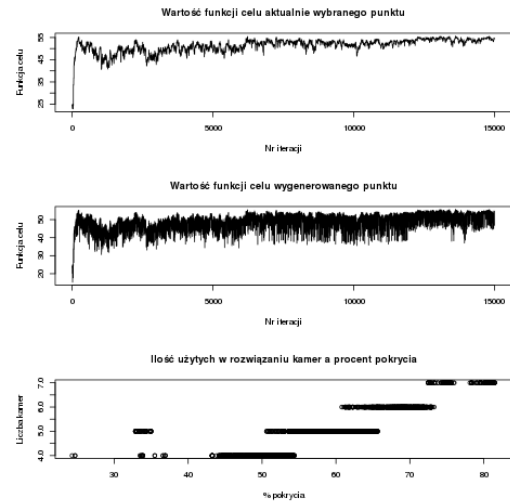 Wartość funkcji celu aktualnie wybranego punktu
Funkcja celu
25 35 45 55
0 5000 10000 15000
Nr iteracji
Wartość funkcji celu wygenerowanego punktu
Funkcja celu
20 30 40 50
0 5000 10000 15000
Nr iteracji
Ilość użytych w rozwiązaniu kamer a procent pokrycia
Liczba kamer
4.0 5.0 6.0 7.0
30 40 50 60 70 80
% pokrycia